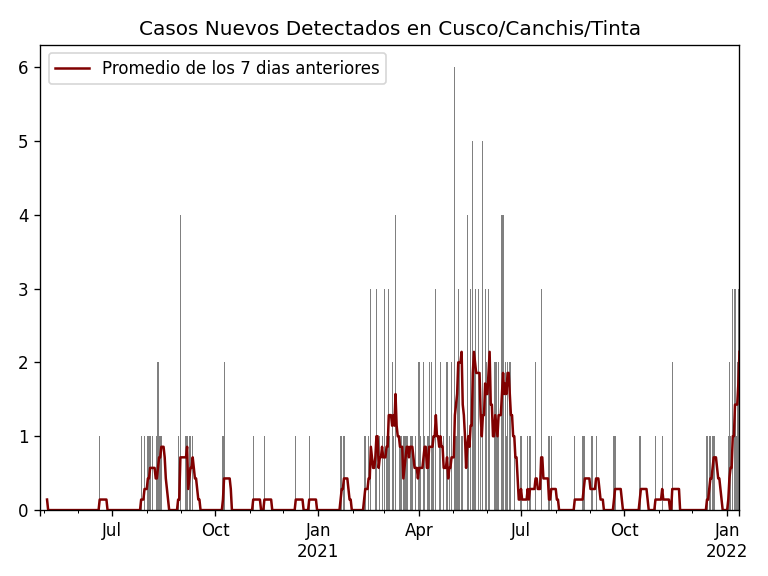 Casos Nuevos Detectados en Cusco/Canchis/Tinta
Promedio de los 7 dias anteriores
6
5
4
3
2
1
0
Jul Oct Jan Apr Jul Oct Jan
2021 2022